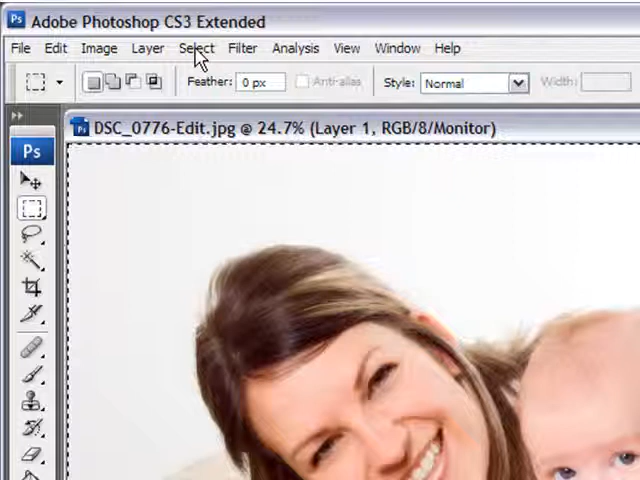 Ps Adobe Photoshop CS3 Extended
File Edit Image Layer Select Filter Analysis View Window Help
Feather: 0 px Anti-alias Style: Normal Width:
DSC_0776-Edit.jpg @ 24.7% (Layer 1, RGB/8/Monitor)
Ps